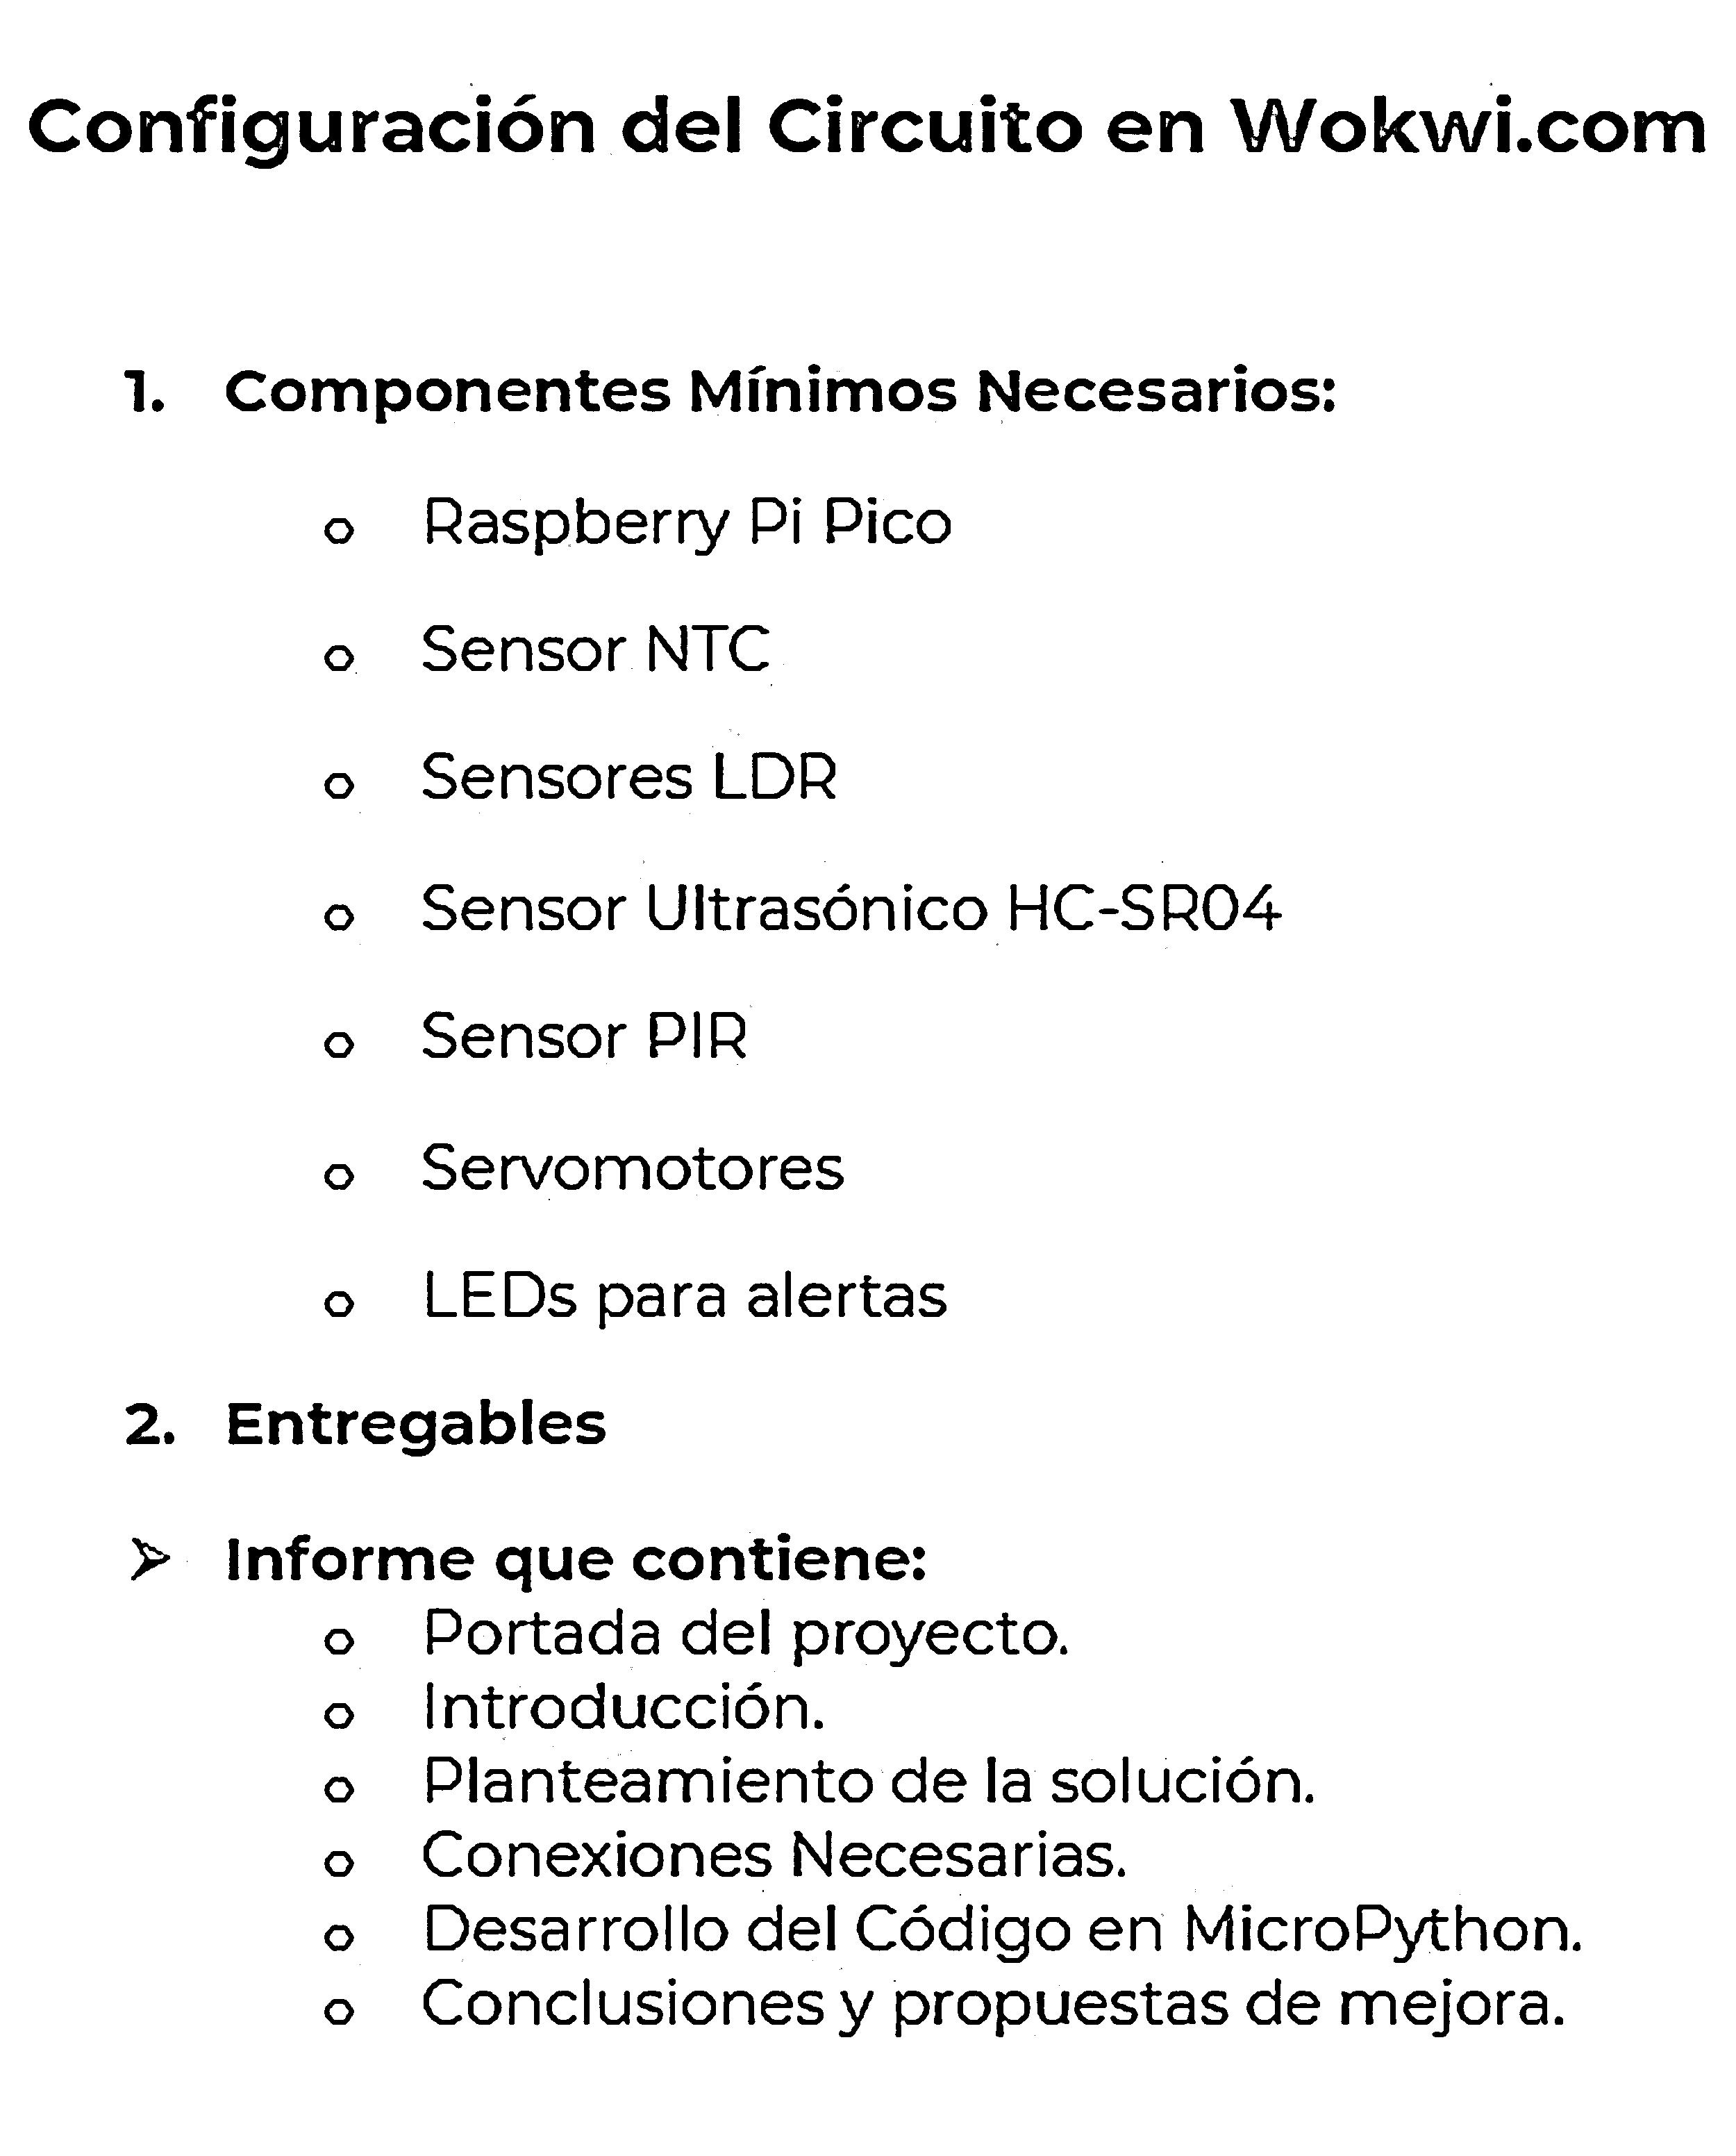 Configuración del Circuito en Wokwi.com
1. Componentes Mínimos Necesarios:
o Raspberry Pi Pico
o Sensor NTC
o Sensores LDR
o Sensor Ultrasónico HC-SR04
o Sensor PIR
o Servomotores
o LEDs para alertas
2. Entregables
➢ Informe que contiene:
o Portada del proyecto.
o Introducción.
o Planteamiento de la solución.
o Conexiones Necesarias.
o Desarrollo del Código en MicroPython.
o Conclusiones y propuestas de mejora.